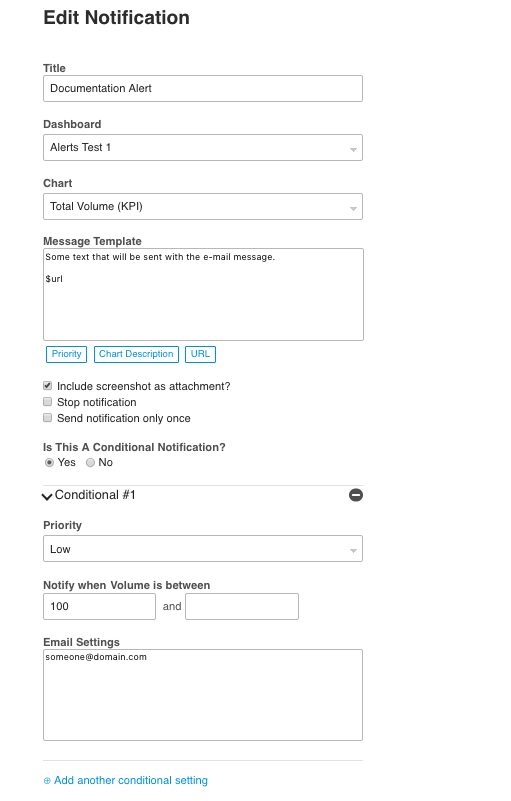 Edit Notification
Title
Documentation Alert
Dashboard
Alerts Test 1
Chart
Total Volume (KPI)
Message Template
Some text that will be sent with the e-mail message.
$url
Priority Chart Description URL
Include screenshot as attachment?
Stop notification
Send notification only once
Is This A Conditional Notification?
Yes No
Conditional #1
Priority
Low
Notify when Volume is between
100 and
Email Settings
someone@domain.com
Add another conditional setting